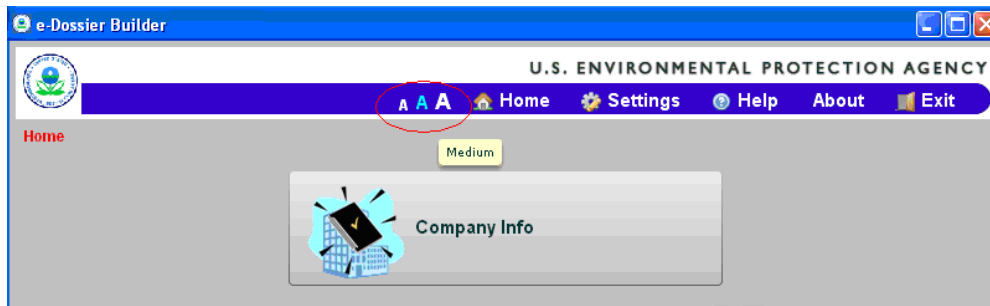 e-Dossier Builder
U.S. ENVIRONMENTAL PROTECTION AGENCY
A A A Home Settings Help About Exit
Home
Medium
Company Info